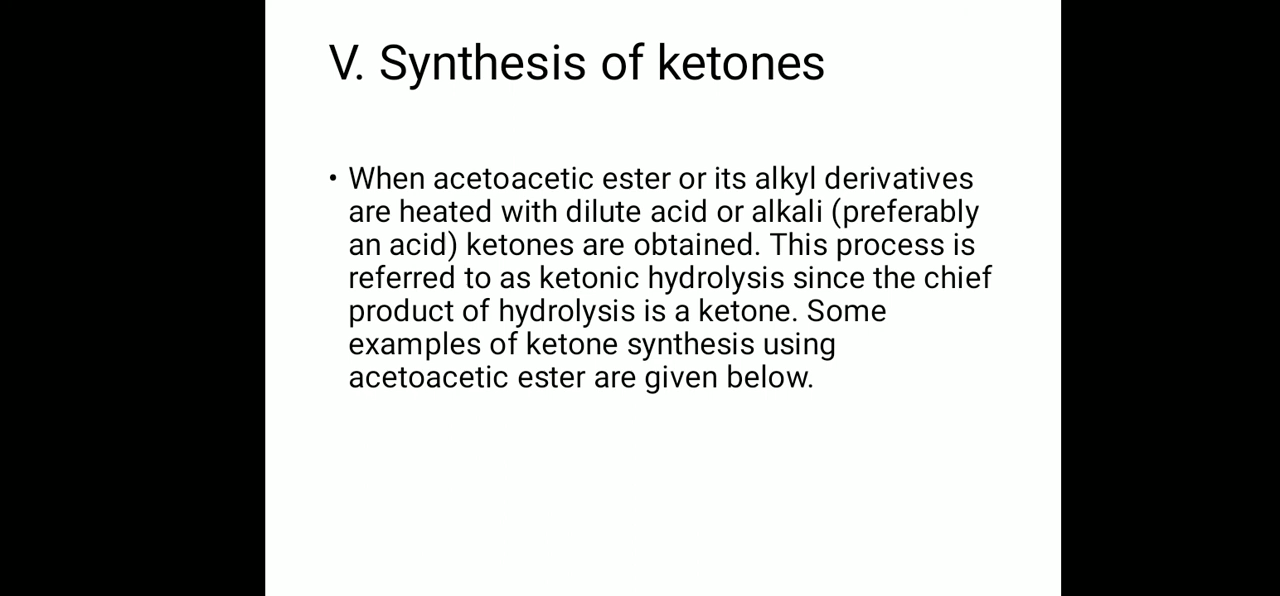 V. Synthesis of ketones
• When acetoacetic ester or its alkyl derivatives
are heated with dilute acid or alkali (preferably
an acid) ketones are obtained. This process is
referred to as ketonic hydrolysis since the chief
product of hydrolysis is a ketone. Some
examples of ketone synthesis using
acetoacetic ester are given below.